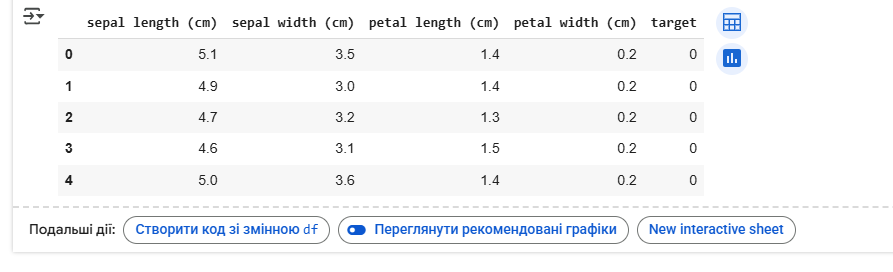 sepal length (cm) sepal width (cm) petal length (cm) petal width (cm) target
0 5.1 3.5 1.4 0.2 0
1 4.9 3.0 1.4 0.2 0
2 4.7 3.2 1.3 0.2 0
3 4.6 3.1 1.5 0.2 0
4 5.0 3.6 1.4 0.2 0
Подальші дії: Створити код зі змінною df Переглянути рекомендовані графіки New interactive sheet